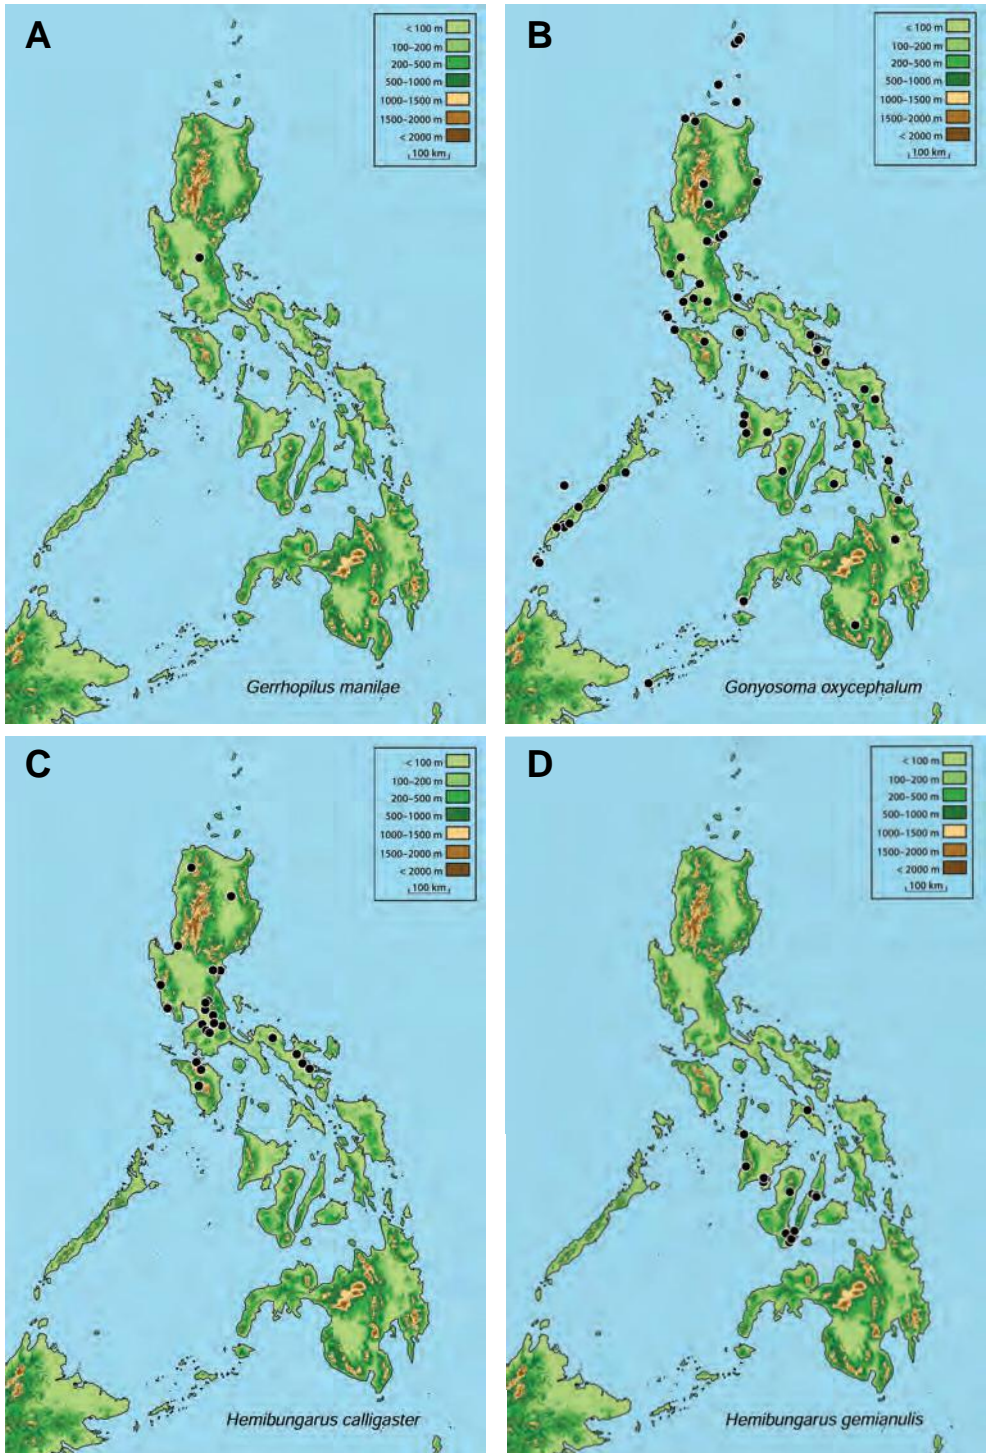 A
< 100 m
100–200 m
200–500 m
500–1000 m
1000–1500 m
1500–2000 m
< 2000 m
100 km
Gerrhopilus manilae
B
< 100 m
100–200 m
200–500 m
500–1000 m
1000–1500 m
1500–2000 m
< 2000 m
100 km
Gonyosoma oxycephalum
C
< 100 m
100–200 m
200–500 m
500–1000 m
1000–1500 m
1500–2000 m
< 2000 m
100 km
Hemibungarus calligaster
D
< 100 m
100–200 m
200–500 m
500–1000 m
1000–1500 m
1500–2000 m
< 2000 m
100 km
Hemibungarus gemianulis